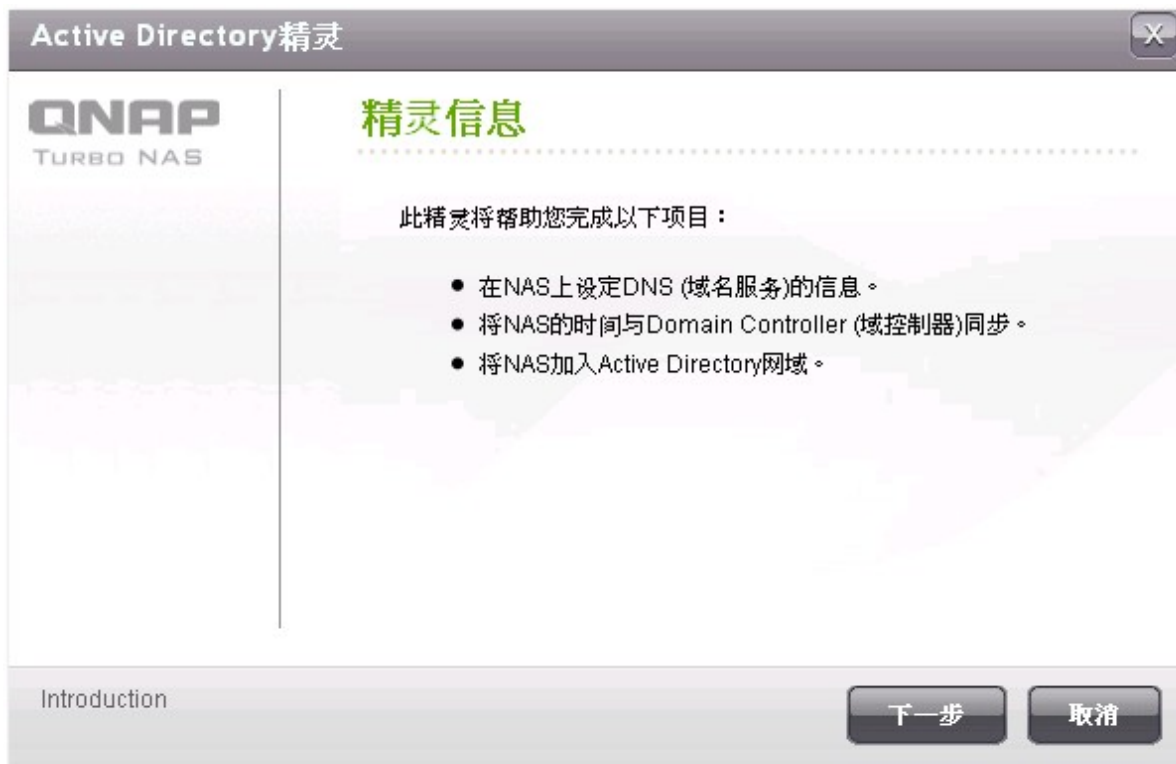 Active Directory精灵
X
QNAP
TURBO NAS
精灵信息
此精灵将帮助您完成以下项目：
● 在NAS上设定DNS (域名服务)的信息。
● 将NAS的时间与Domain Controller (域控制器)同步。
● 将NAS加入Active Directory网域。
Introduction
下一步
取消